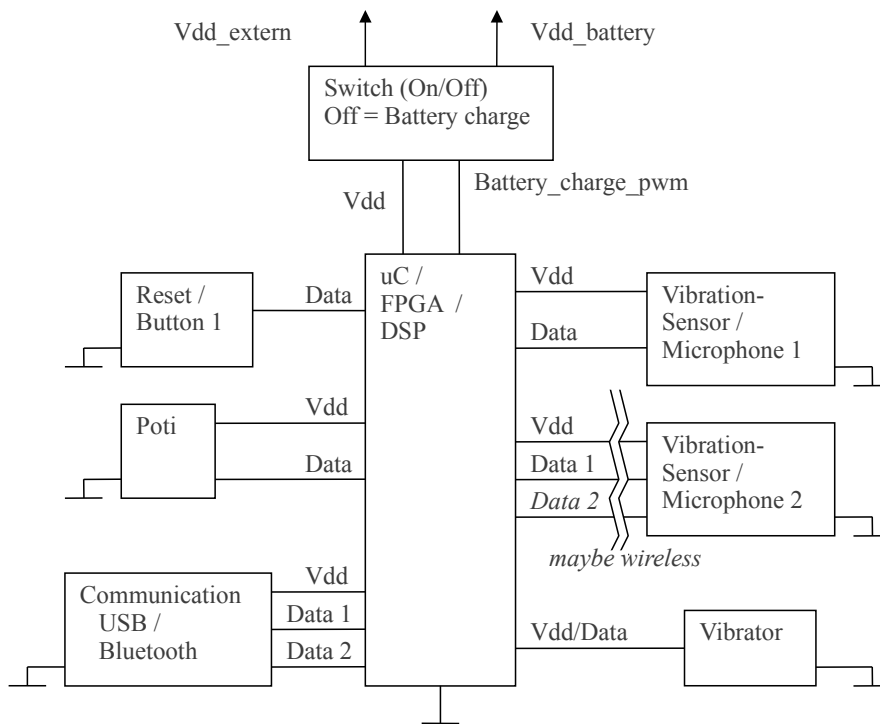 Vdd_extern
Vdd_battery
Switch (On/Off)
Off = Battery charge
Vdd
Battery_charge_pwm
Reset /
Button 1
Data
uC /
FPGA /
DSP
Vdd
Data
Vibration-
Sensor /
Microphone 1
Poti
Vdd
Data
Vdd
Data 1
Data 2
maybe wireless
Vibration-
Sensor /
Microphone 2
Communication
USB /
Bluetooth
Vdd
Data 1
Data 2
Vdd/Data
Vibrator